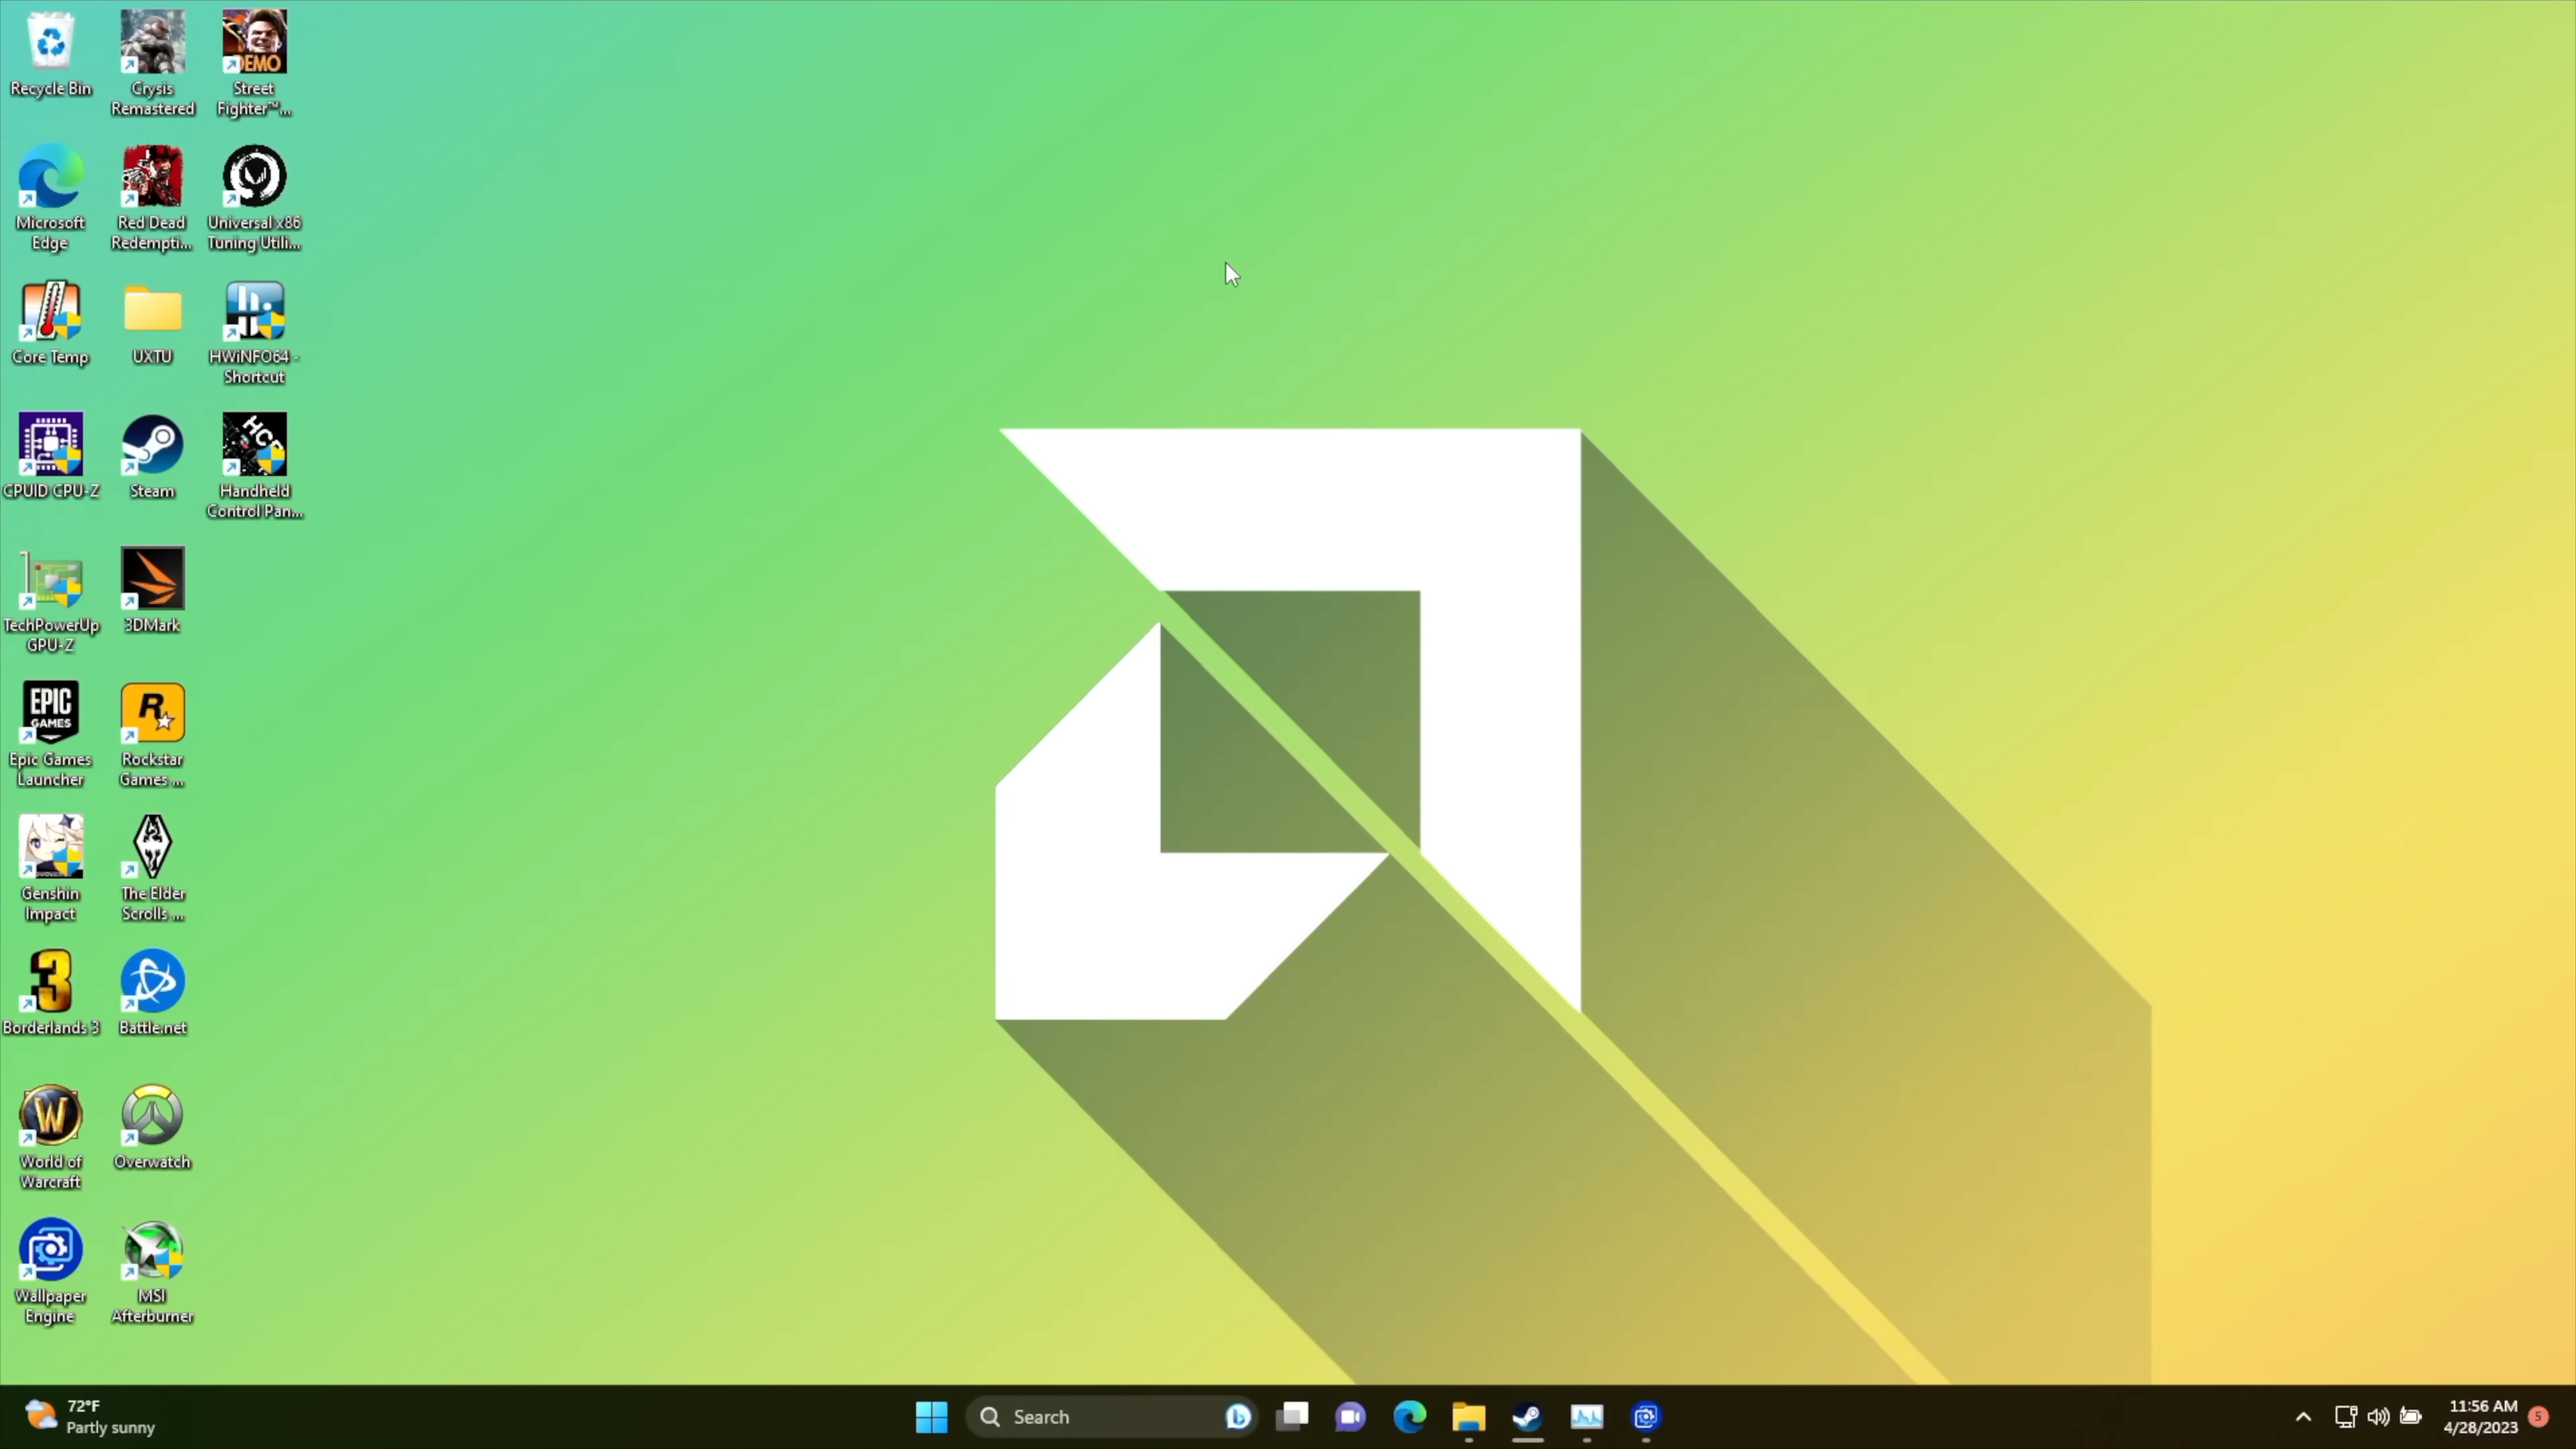 Recycle Bin
Crysis
Remastered
DEMO
Street
Fighter™...
Microsoft
Edge
Red Dead
Redempti...
Universal x86
Tuning Utili...
Core Temp
UXTU
HWiNFO64 -
Shortcut
CPUID CPU-Z
Steam
Handheld
Control Pan...
TechPowerUp
GPU-Z
3DMark
EPIC
GAMES
Epic Games
Launcher
R
Rockstar
Games ...
Genshin
Impact
The Elder
Scrolls ...
3
Borderlands 3
Battle.net
W
World of
Warcraft
Overwatch
Wallpaper
Engine
MSI
Afterburner
72°F
Partly sunny
Search
11:56 AM
4/28/2023
5